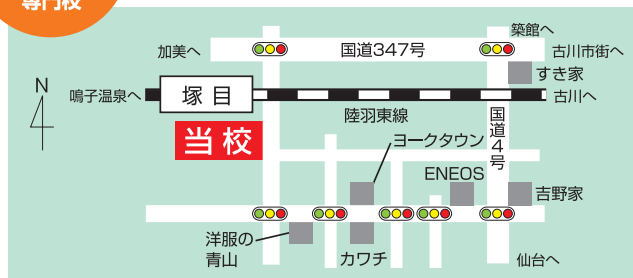 専門校
築館へ
加美へ
国道347号
古川市街へ
すき家
N
鳴子温泉へ
塚目
古川へ
陸羽東線
国道4号
当校
ヨークタウン
ENEOS
吉野家
洋服の
青山
カワチ
仙台へ